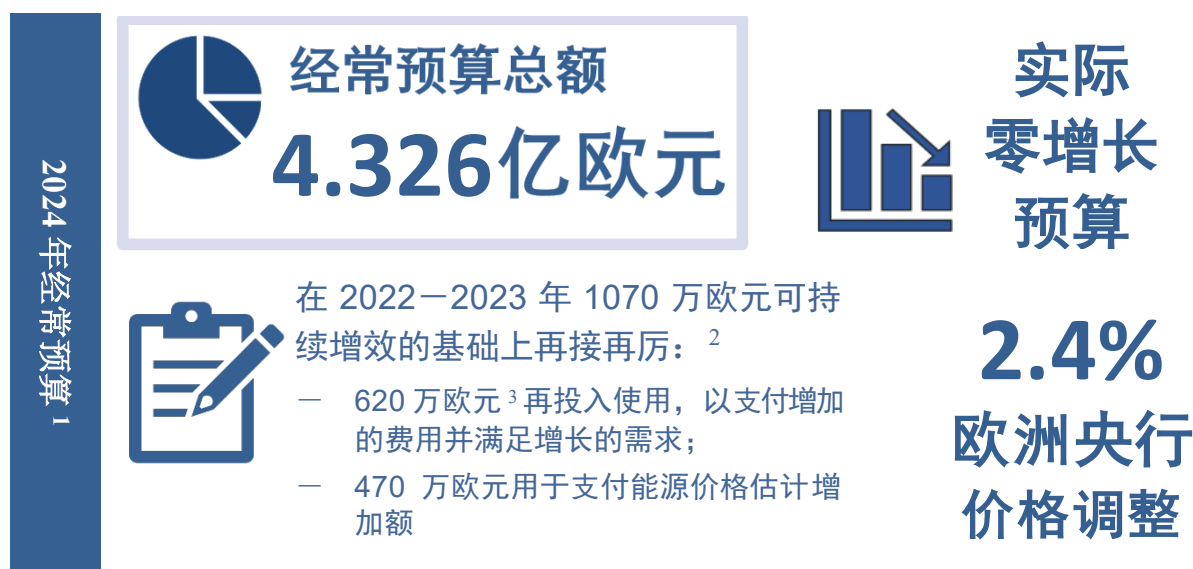 2024 年经常预算 1
经常预算总额
4.326亿欧元
实际
零增长
预算
在 2022－2023 年 1070 万欧元可持
续增效的基础上再接再厉：2
－ 620 万欧元 3 再投入使用，以支付增加
的费用并满足增长的需求；
－ 470 万欧元用于支付能源价格估计增
加额
2.4%
欧洲央行
价格调整